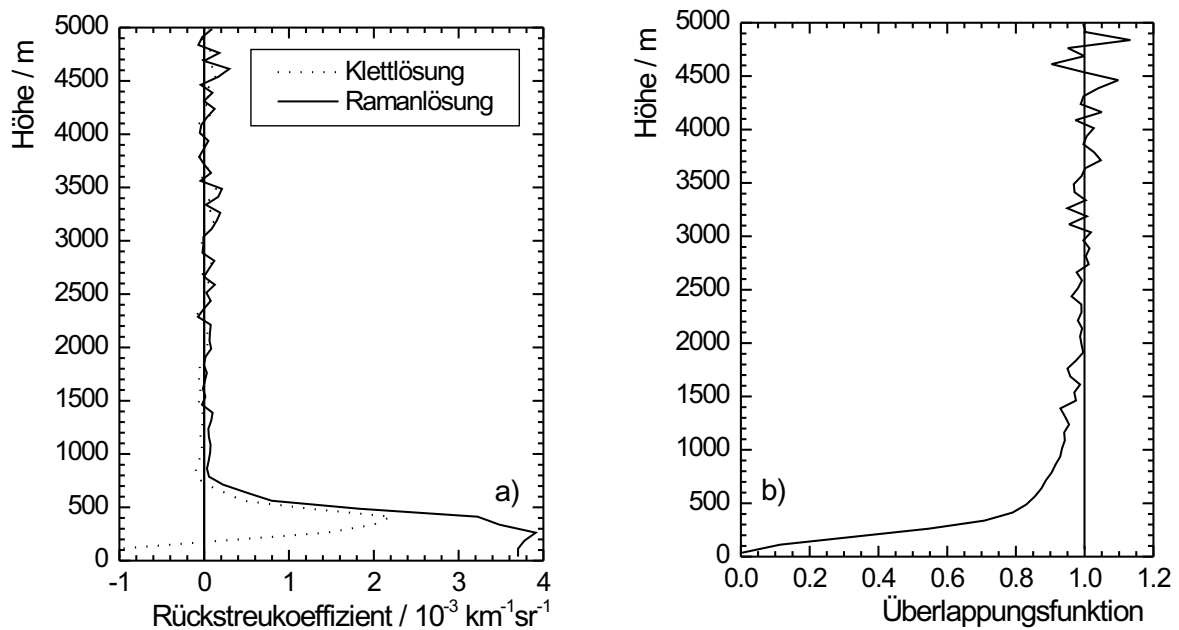 5000
4500
4000
3500
3000
2500
2000
1500
1000
500
0
Höhe / m
Klettlösung
Ramanlösung
a)
-1 0 1 2 3 4
Rückstreukoeffizient / 10⁻³ km⁻¹sr⁻¹
5000
4500
4000
3500
3000
2500
2000
1500
1000
500
0
Höhe / m
b)
0.0 0.2 0.4 0.6 0.8 1.0 1.2
Überlappungsfunktion